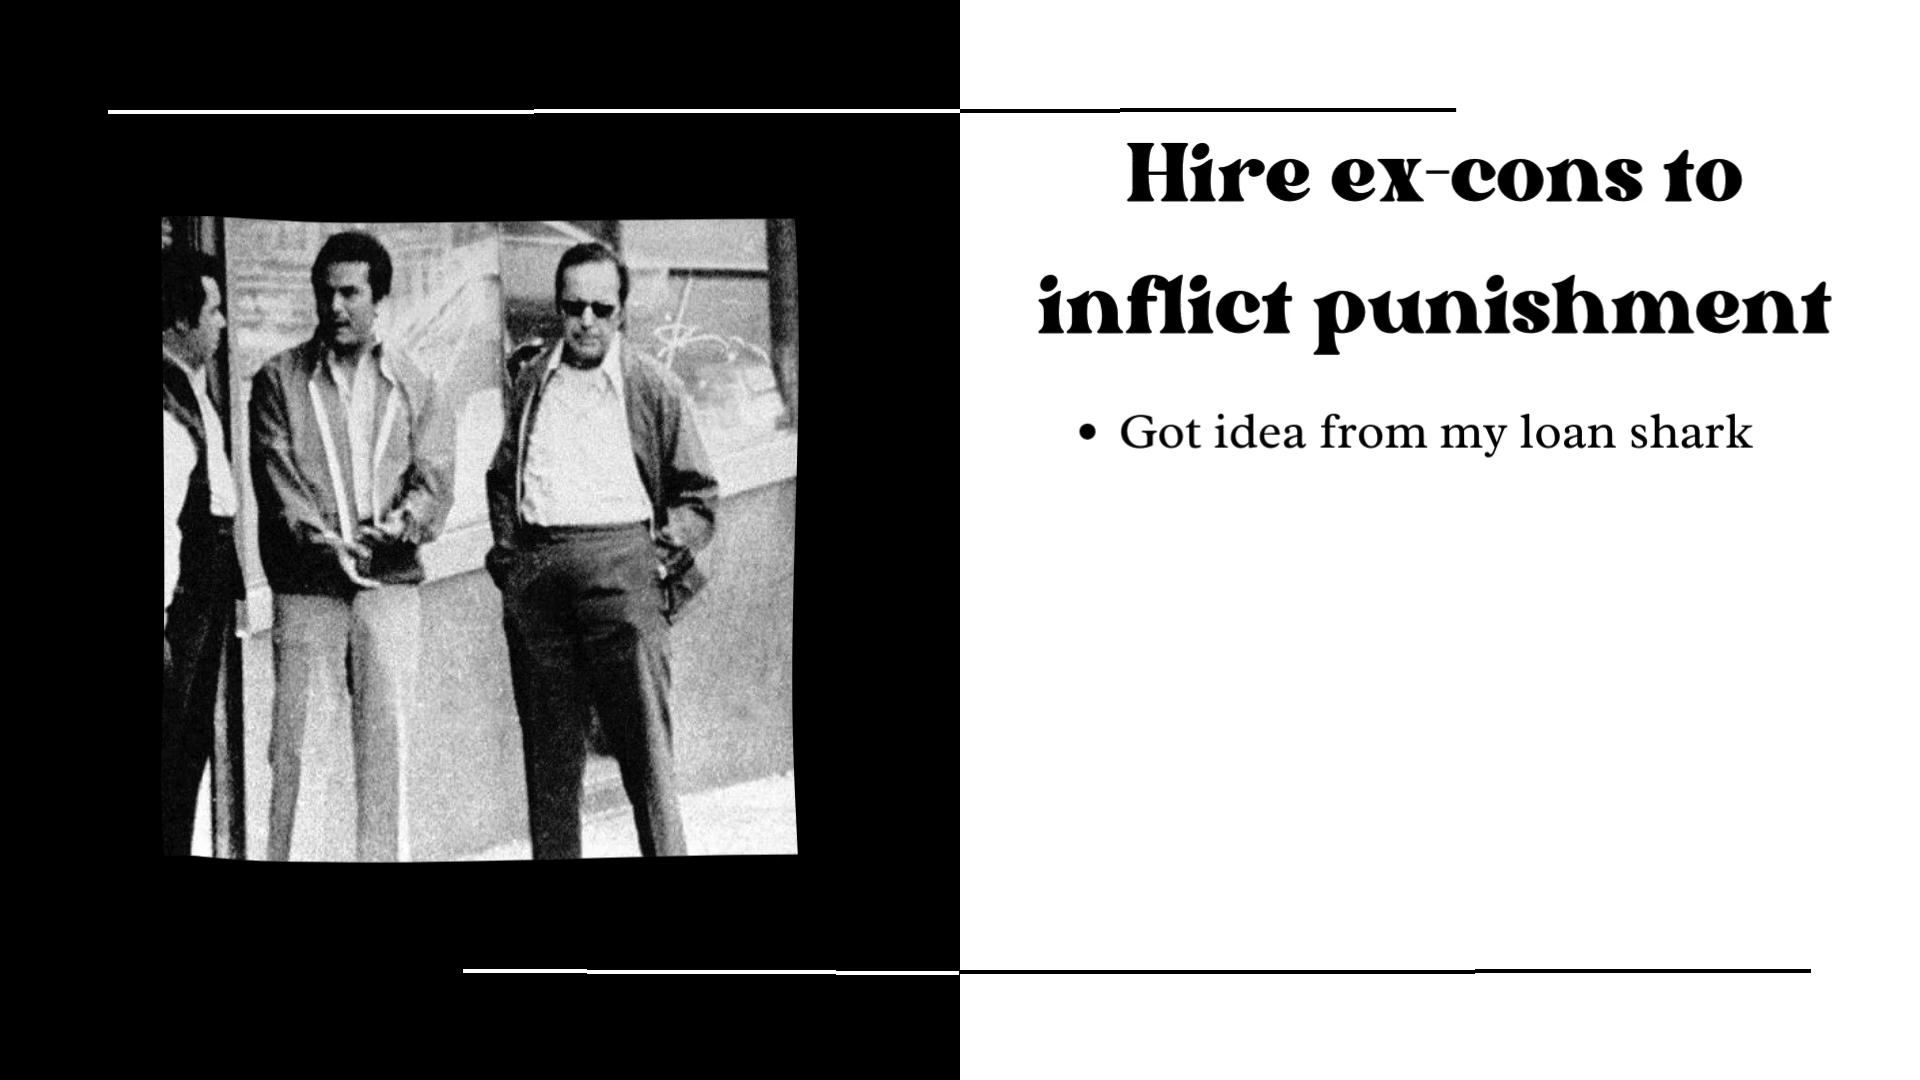 Hire ex-cons to
inflict punishment
• Got idea from my loan shark